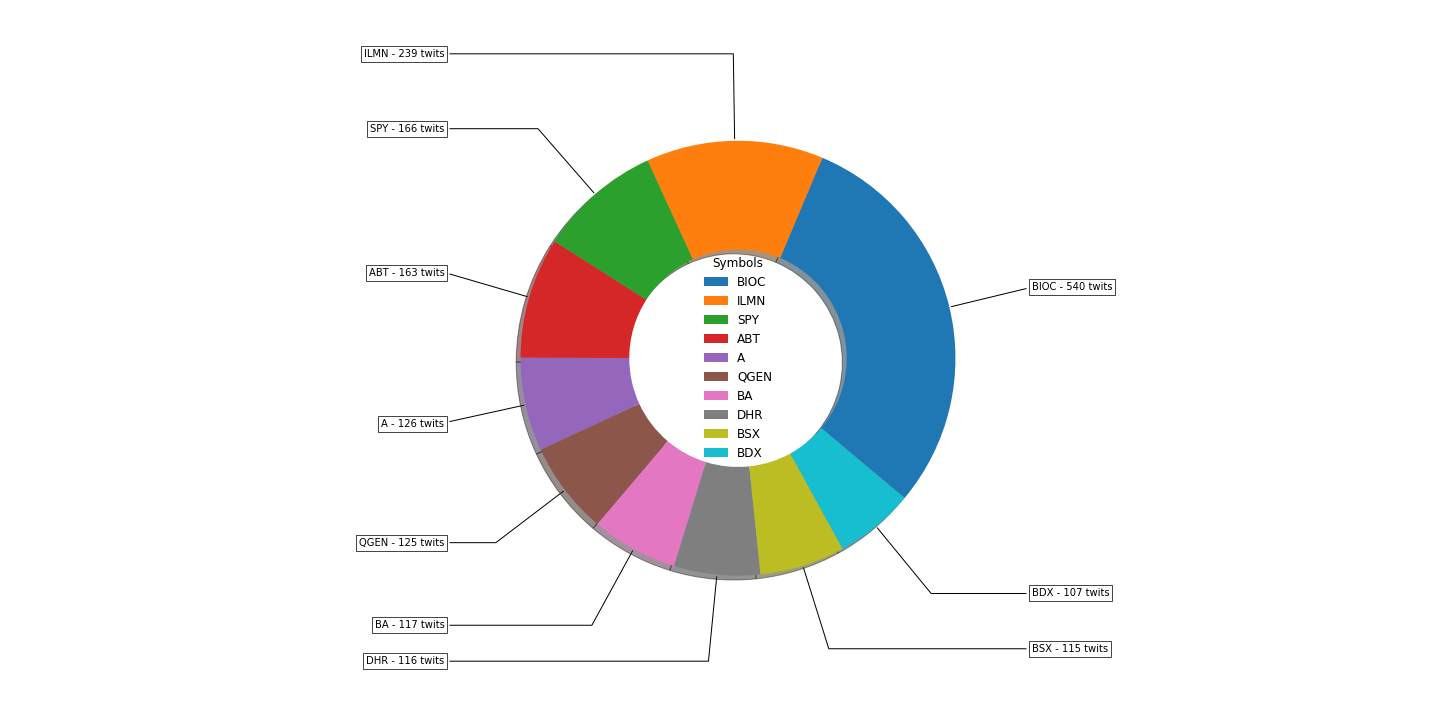 ILMN - 239 twits
SPY - 166 twits
ABT - 163 twits
A - 126 twits
QGEN - 125 twits
BA - 117 twits
DHR - 116 twits
Symbols
BIOC
ILMN
SPY
ABT
A
QGEN
BA
DHR
BSX
BDX
BIOC - 540 twits
BDX - 107 twits
BSX - 115 twits